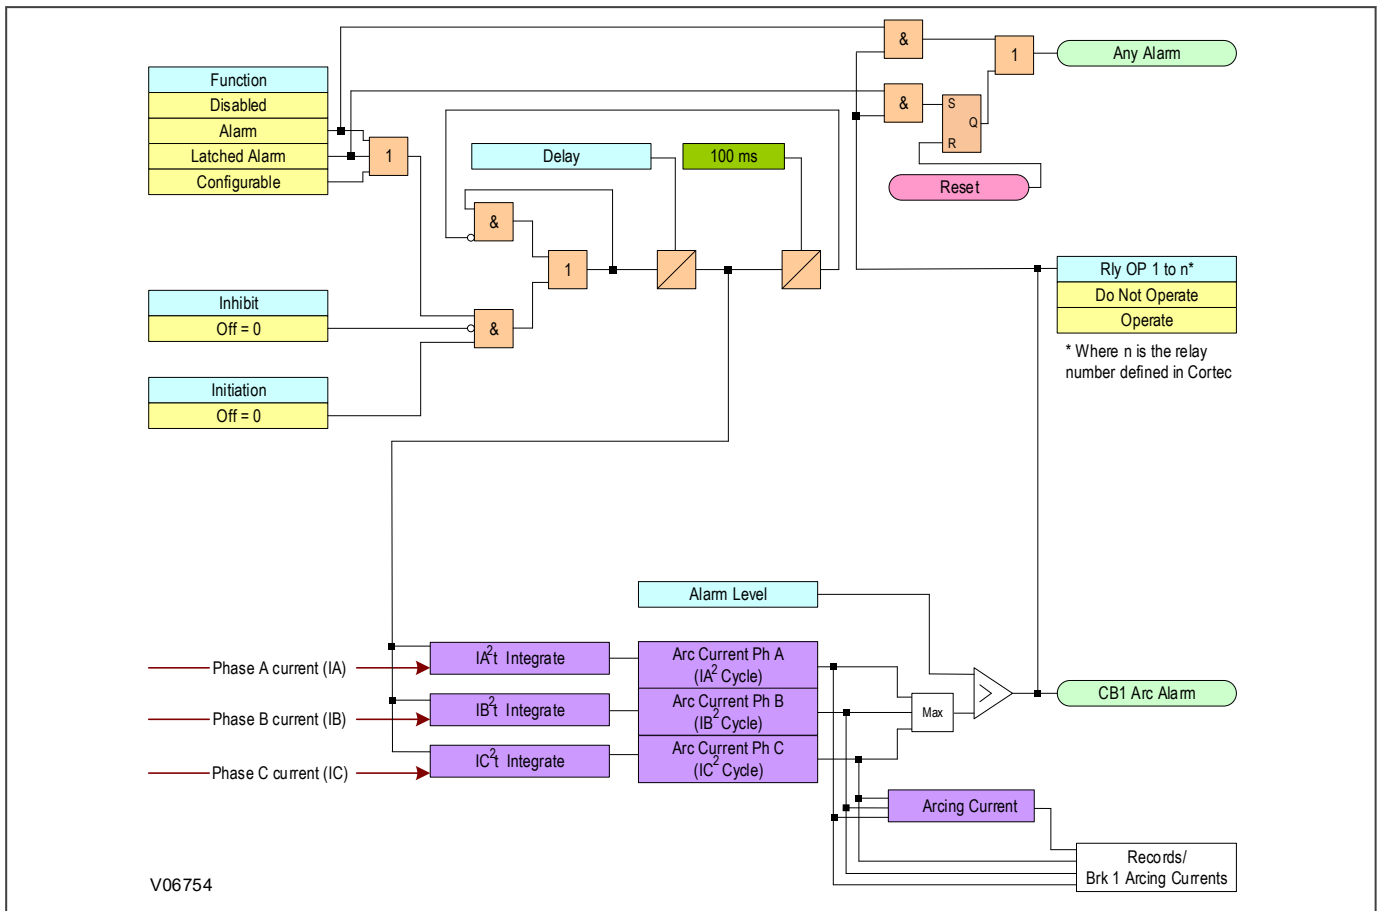 Function
Disabled
Alarm
Latched Alarm
Configurable
1
Delay
100 ms
&
&
1
Any Alarm
&
S
Q
R
Reset
&
1
Inhibit
Off = 0
&
Initiation
Off = 0
Rly OP 1 to n*
Do Not Operate
Operate
* Where n is the relay
number defined in Cortec
Alarm Level
Phase A current (IA)
IA²t Integrate
Arc Current Ph A
(IA² Cycle)
Phase B current (IB)
IB²t Integrate
Arc Current Ph B
(IB² Cycle)
Phase C current (IC)
IC²t Integrate
Arc Current Ph C
(IC² Cycle)
Max
>
CB1 Arc Alarm
Arcing Current
Records/
Brk 1 Arcing Currents
V06754